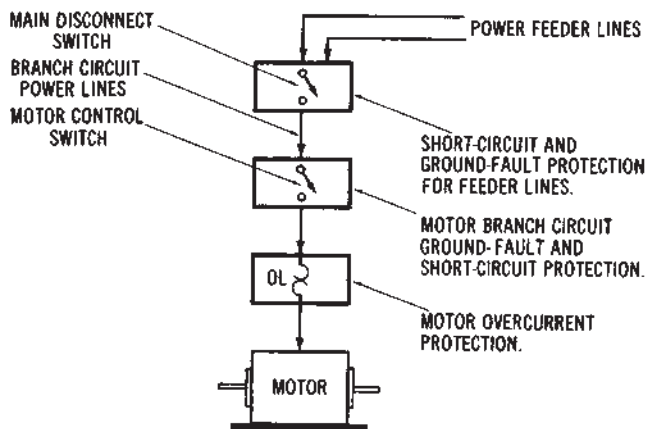 MAIN DISCONNECT
SWITCH
POWER FEEDER LINES
BRANCH CIRCUIT
POWER LINES
MOTOR CONTROL
SWITCH
SHORT-CIRCUIT AND
GROUND-FAULT PROTECTION
FOR FEEDER LINES.
MOTOR BRANCH CIRCUIT
GROUND-FAULT AND
SHORT-CIRCUIT PROTECTION.
OL
MOTOR OVERCURRENT
PROTECTION.
MOTOR